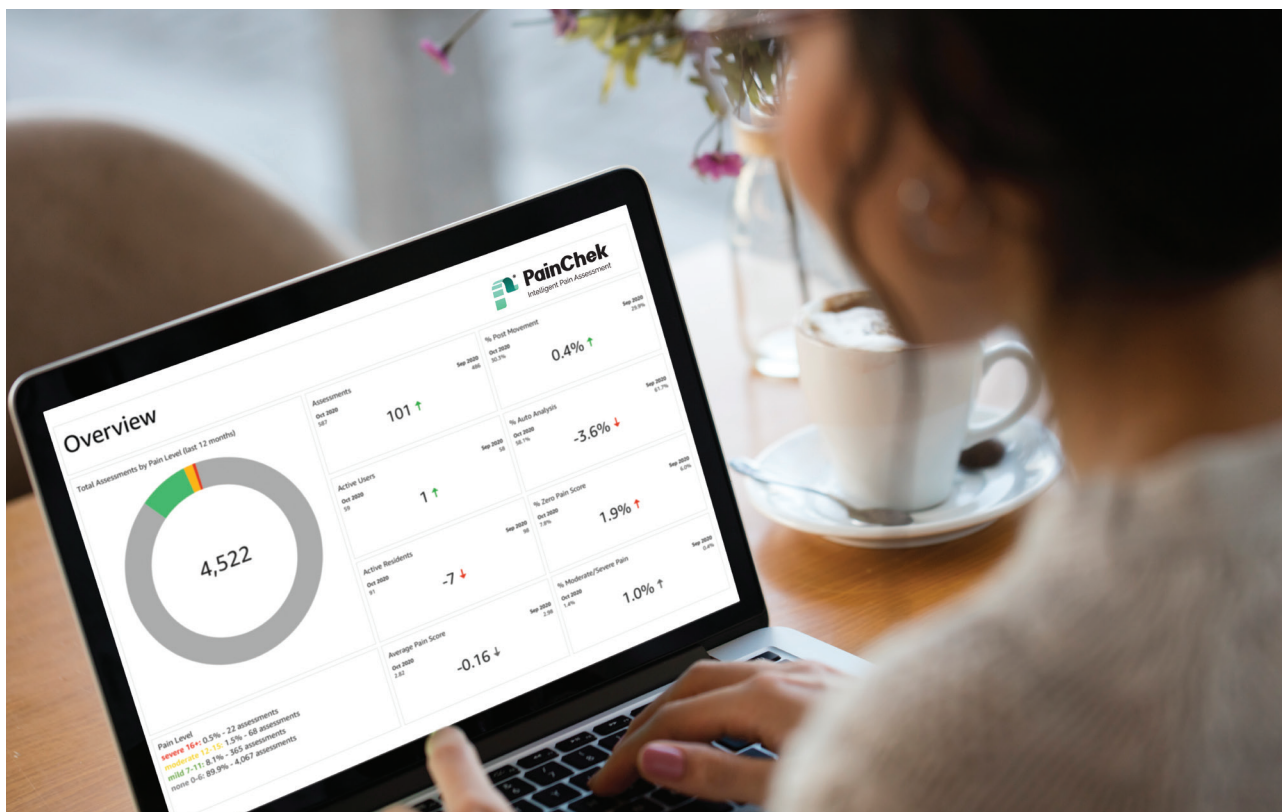 PainChek
Intelligent Pain Assessment
Overview
Total Assessments by Pain Level (last 12 months)
4,522
Pain Level
severe 16+: 0.5% - 22 assessments
moderate 12-15: 1.5% - 68 assessments
mild 7-11: 8.1% - 365 assessments
none 0-6: 89.9% - 4,067 assessments
Assessments
Oct 2020
587
101 ↑
Sep 2020
486
Active Users
Oct 2020
59
1 ↑
Sep 2020
58
Active Residents
Oct 2020
91
-7 ↓
Sep 2020
98
Average Pain Score
Oct 2020
2.82
-0.16 ↓
Sep 2020
2.98
% Post Movement
Oct 2020
30.3%
0.4% ↑
Sep 2020
29.9%
% Auto Analysis
Oct 2020
58.1%
-3.6% ↓
Sep 2020
61.7%
% Zero Pain Score
Oct 2020
7.9%
1.9% ↑
Sep 2020
6.0%
% Moderate/Severe Pain
Oct 2020
1.4%
1.0% ↑
Sep 2020
0.4%